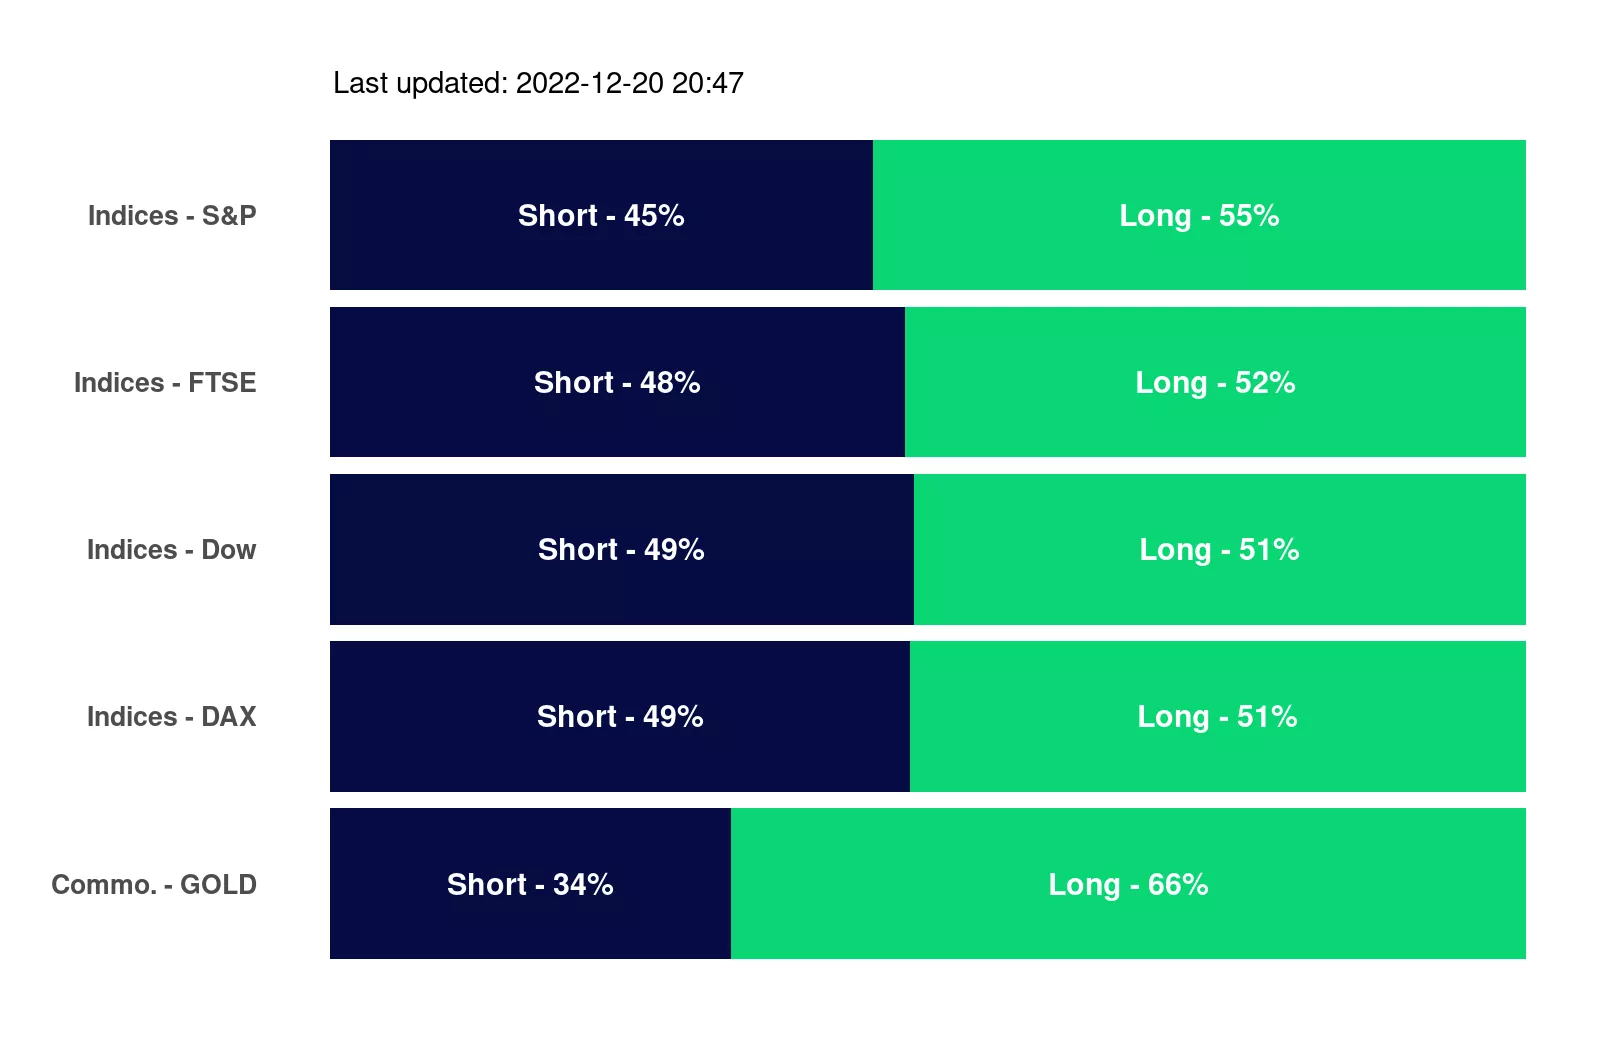 Last updated: 2022-12-20 20:47
Indices - S&P Short - 45% Long - 55%
Indices - FTSE Short - 48% Long - 52%
Indices - Dow Short - 49% Long - 51%
Indices - DAX Short - 49% Long - 51%
Commo. - GOLD Short - 34% Long - 66%